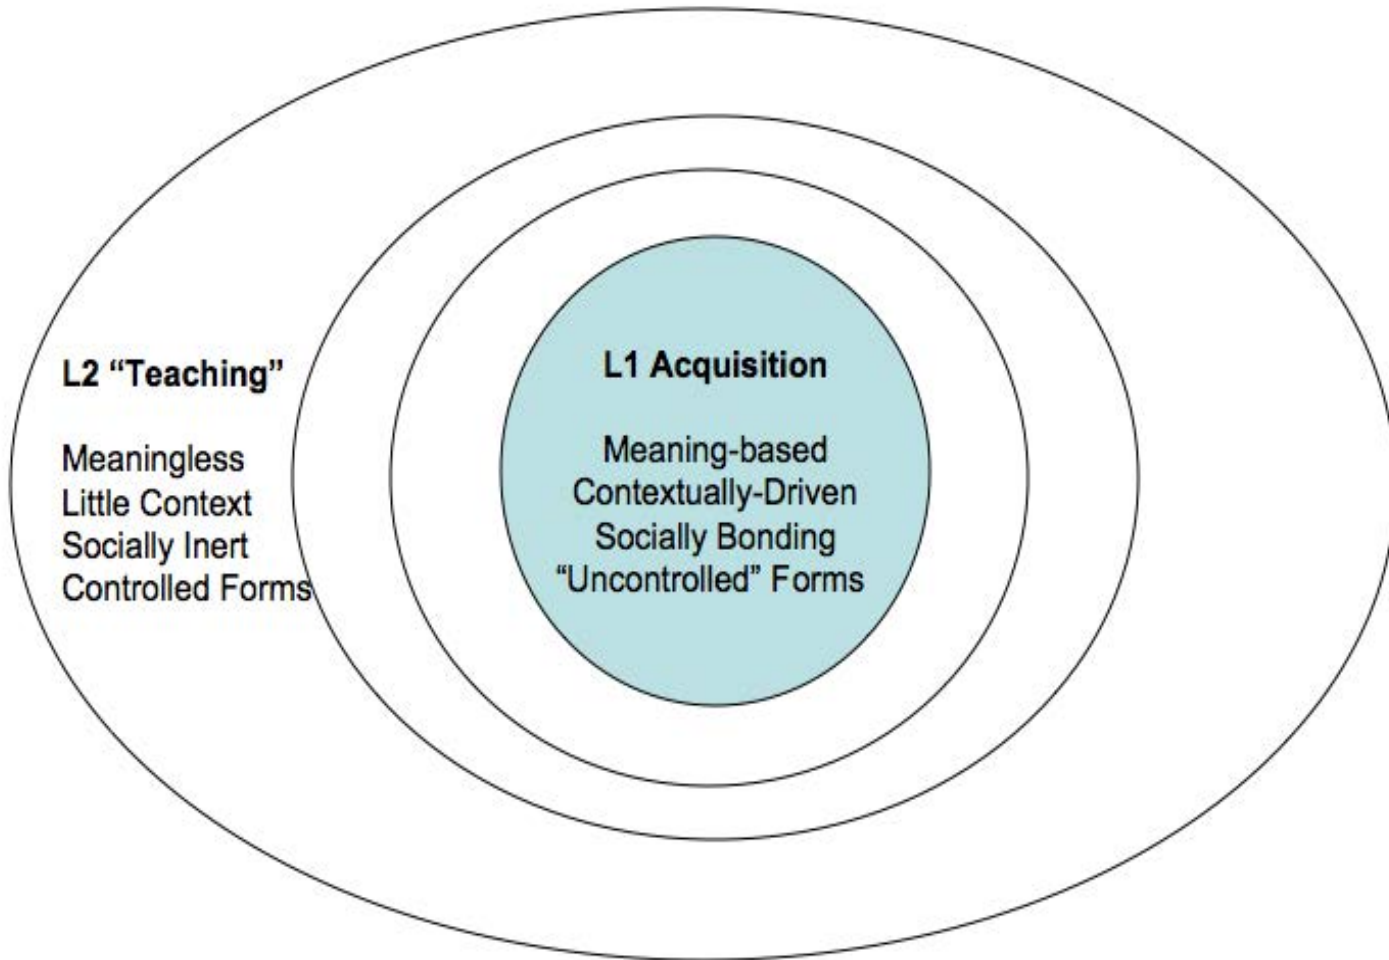 L2 “Teaching”
Meaningless
Little Context
Socially Inert
Controlled Forms
L1 Acquisition
Meaning-based
Contextually-Driven
Socially Bonding
“Uncontrolled” Forms